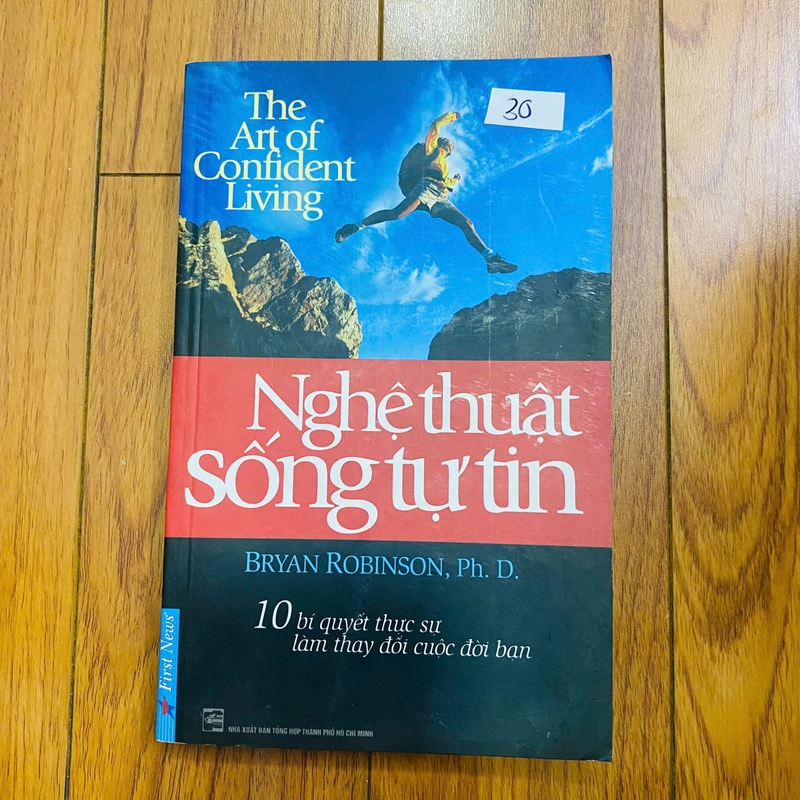 The
Art of
Confident
Living
30
Nghệ thuật
sống tự tin
BRYAN ROBINSON, Ph. D.
10 bí quyết thực sự
làm thay đổi cuộc đời bạn
First News
NHÀ XUẤT BẢN TỔNG HỢP THÀNH PHỐ HỒ CHÍ MINH